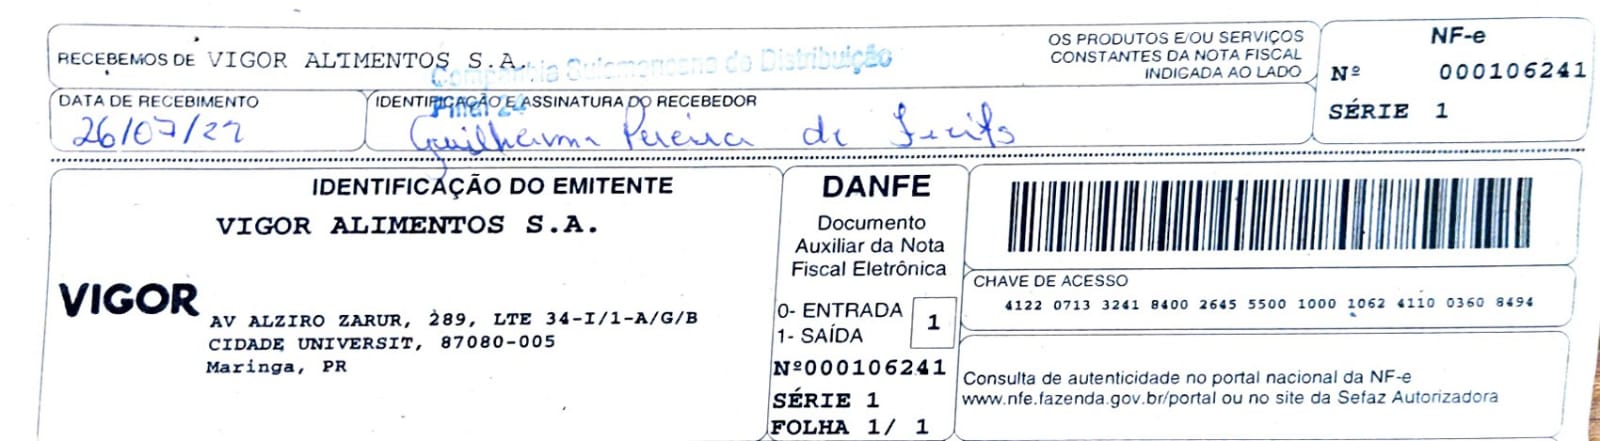 RECEBEMOS DE VIGOR ALIMENTOS S.A.
OS PRODUTOS E/OU SERVIÇOS
CONSTANTES DA NOTA FISCAL
INDICADA AO LADO
NF-e
Nº 000106241
SÉRIE 1
Companhia Sulamericana de Distribuição
Filial 24
DATA DE RECEBIMENTO
26/07/22
IDENTIFICAÇÃO E ASSINATURA DO RECEBEDOR
Guilherme Pereira de
IDENTIFICAÇÃO DO EMITENTE
VIGOR ALIMENTOS S.A.
VIGOR
AV ALZIRO ZARUR, 289, LTE 34-I/1-A/G/B
CIDADE UNIVERSIT, 87080-005
Maringa, PR
DANFE
Documento
Auxiliar da Nota
Fiscal Eletrônica
0- ENTRADA
1- SAÍDA
1
Nº000106241
SÉRIE 1
FOLHA 1/ 1
CHAVE DE ACESSO
4122 0713 3241 8400 2645 5500 1000 1062 4110 0360 8494
Consulta de autenticidade no portal nacional da NF-e
www.nfe.fazenda.gov.br/portal ou no site da Sefaz Autorizadora